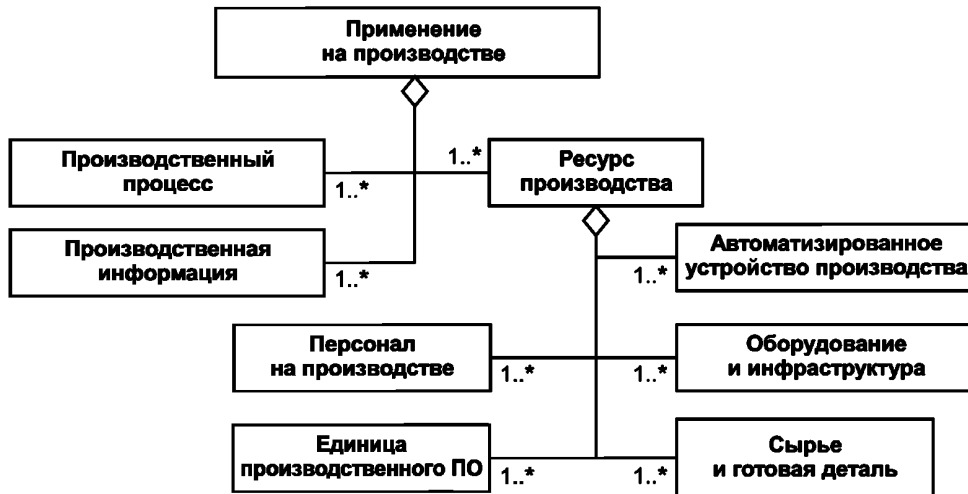 Применение
на производстве
Производственный
процесс
1..*
1..*
Ресурс
производства
Производственная
информация
1..*
Автоматизированное
устройство производства
1..*
Персонал
на производстве
1..*
1..*
Оборудование
и инфраструктура
Единица
производственного ПО
1..*
1..*
Сырье
и готовая деталь